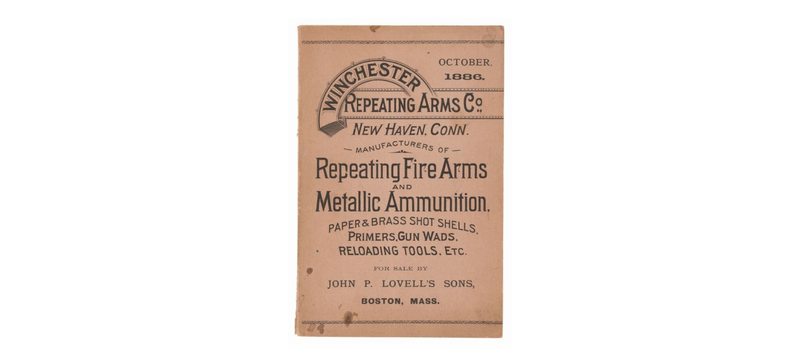 OCTOBER,
1886.
WINCHESTER
REPEATING ARMS CO.,
NEW HAVEN, CONN.
— MANUFACTURERS OF —
Repeating Fire Arms
AND
Metallic Ammunition.
PAPER & BRASS SHOT SHELLS,
PRIMERS, GUN WADS,
RELOADING TOOLS, ETC.
FOR SALE BY
JOHN P. LOVELL'S SONS,
BOSTON, MASS.